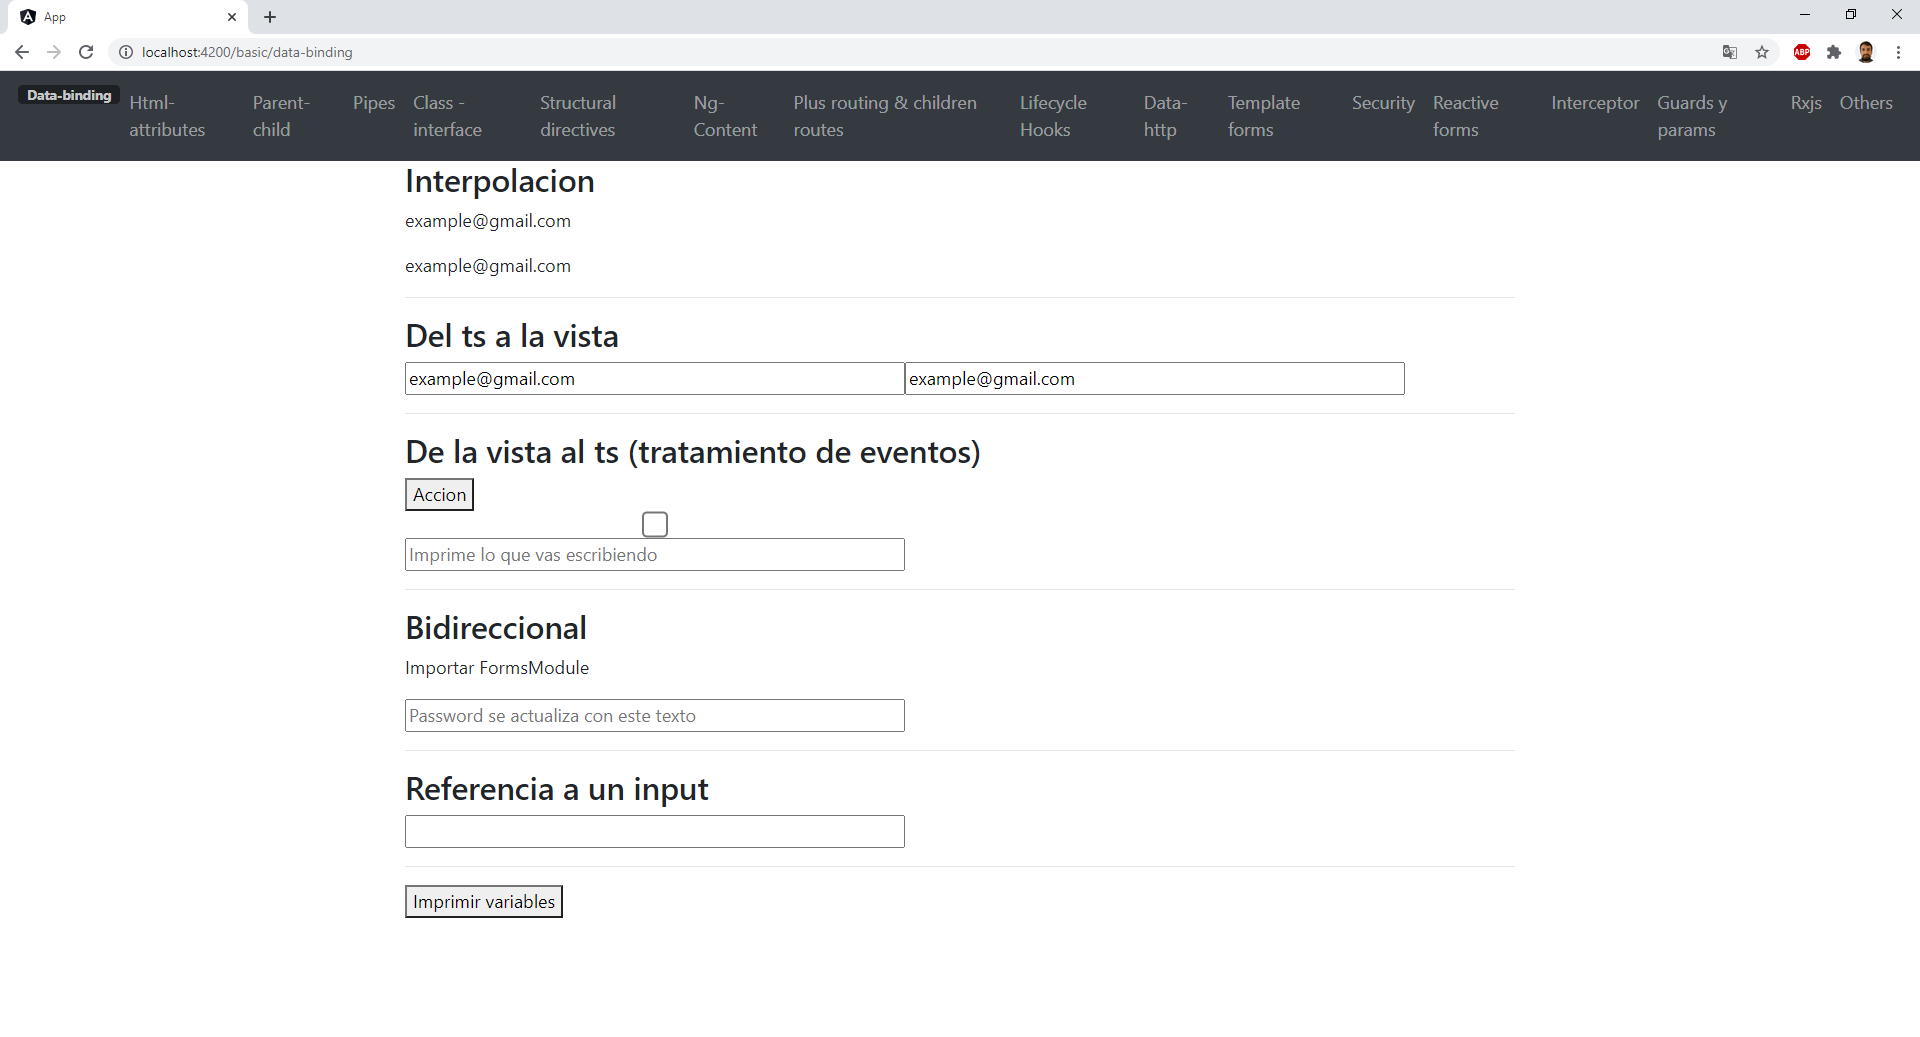 App
localhost:4200/basic/data-binding
ABP
Data-binding
Html-
attributes
Parent-
child
Pipes
Class -
interface
Structural
directives
Ng-
Content
Plus routing & children
routes
Lifecycle
Hooks
Data-
http
Template
forms
Security
Reactive
forms
Interceptor
Guards y
params
Rxjs
Others
Interpolacion
example@gmail.com
example@gmail.com
Del ts a la vista
example@gmail.com example@gmail.com
De la vista al ts (tratamiento de eventos)
Accion
Imprime lo que vas escribiendo
Bidireccional
Importar FormsModule
Password se actualiza con este texto
Referencia a un input
Imprimir variables